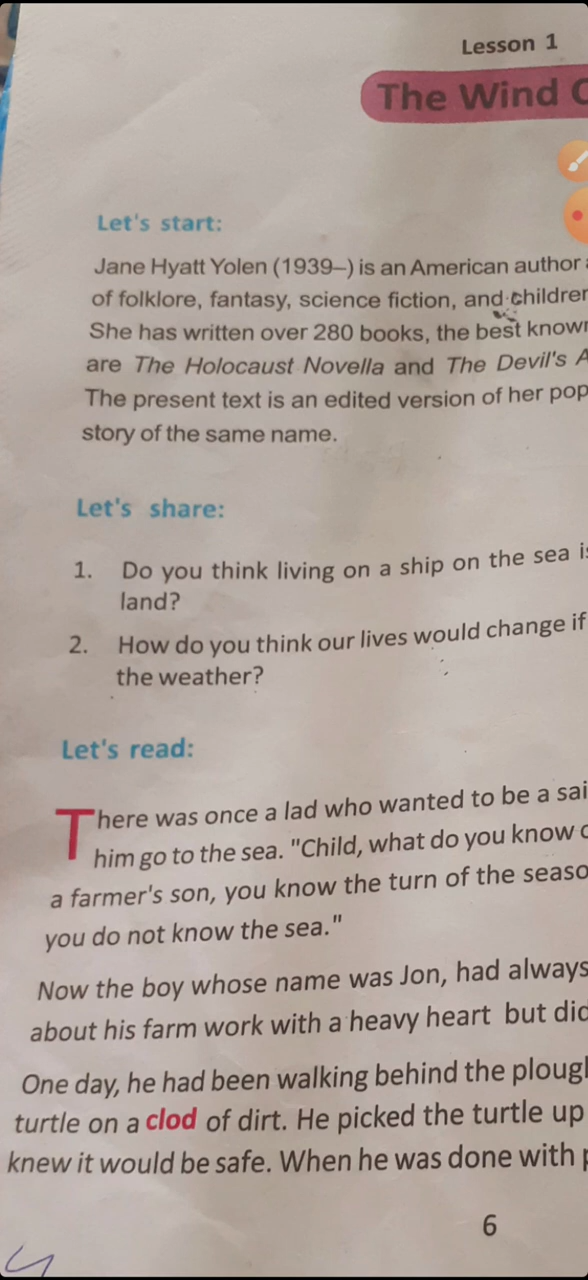 Lesson 1
The Wind
Let's start:
Jane Hyatt Yolen (1939–) is an American author
of folklore, fantasy, science fiction, and children
She has written over 280 books, the best known
are The Holocaust Novella and The Devil's A
The present text is an edited version of her pop
story of the same name.
Let's share:
1. Do you think living on a ship on the sea is
land?
2. How do you think our lives would change if
the weather?
Let's read:
There was once a lad who wanted to be a sai
him go to the sea. "Child, what do you know
a farmer's son, you know the turn of the seaso
you do not know the sea."
Now the boy whose name was Jon, had always
about his farm work with a heavy heart but did
One day, he had been walking behind the plough
turtle on a clod of dirt. He picked the turtle up
knew it would be safe. When he was done with
6